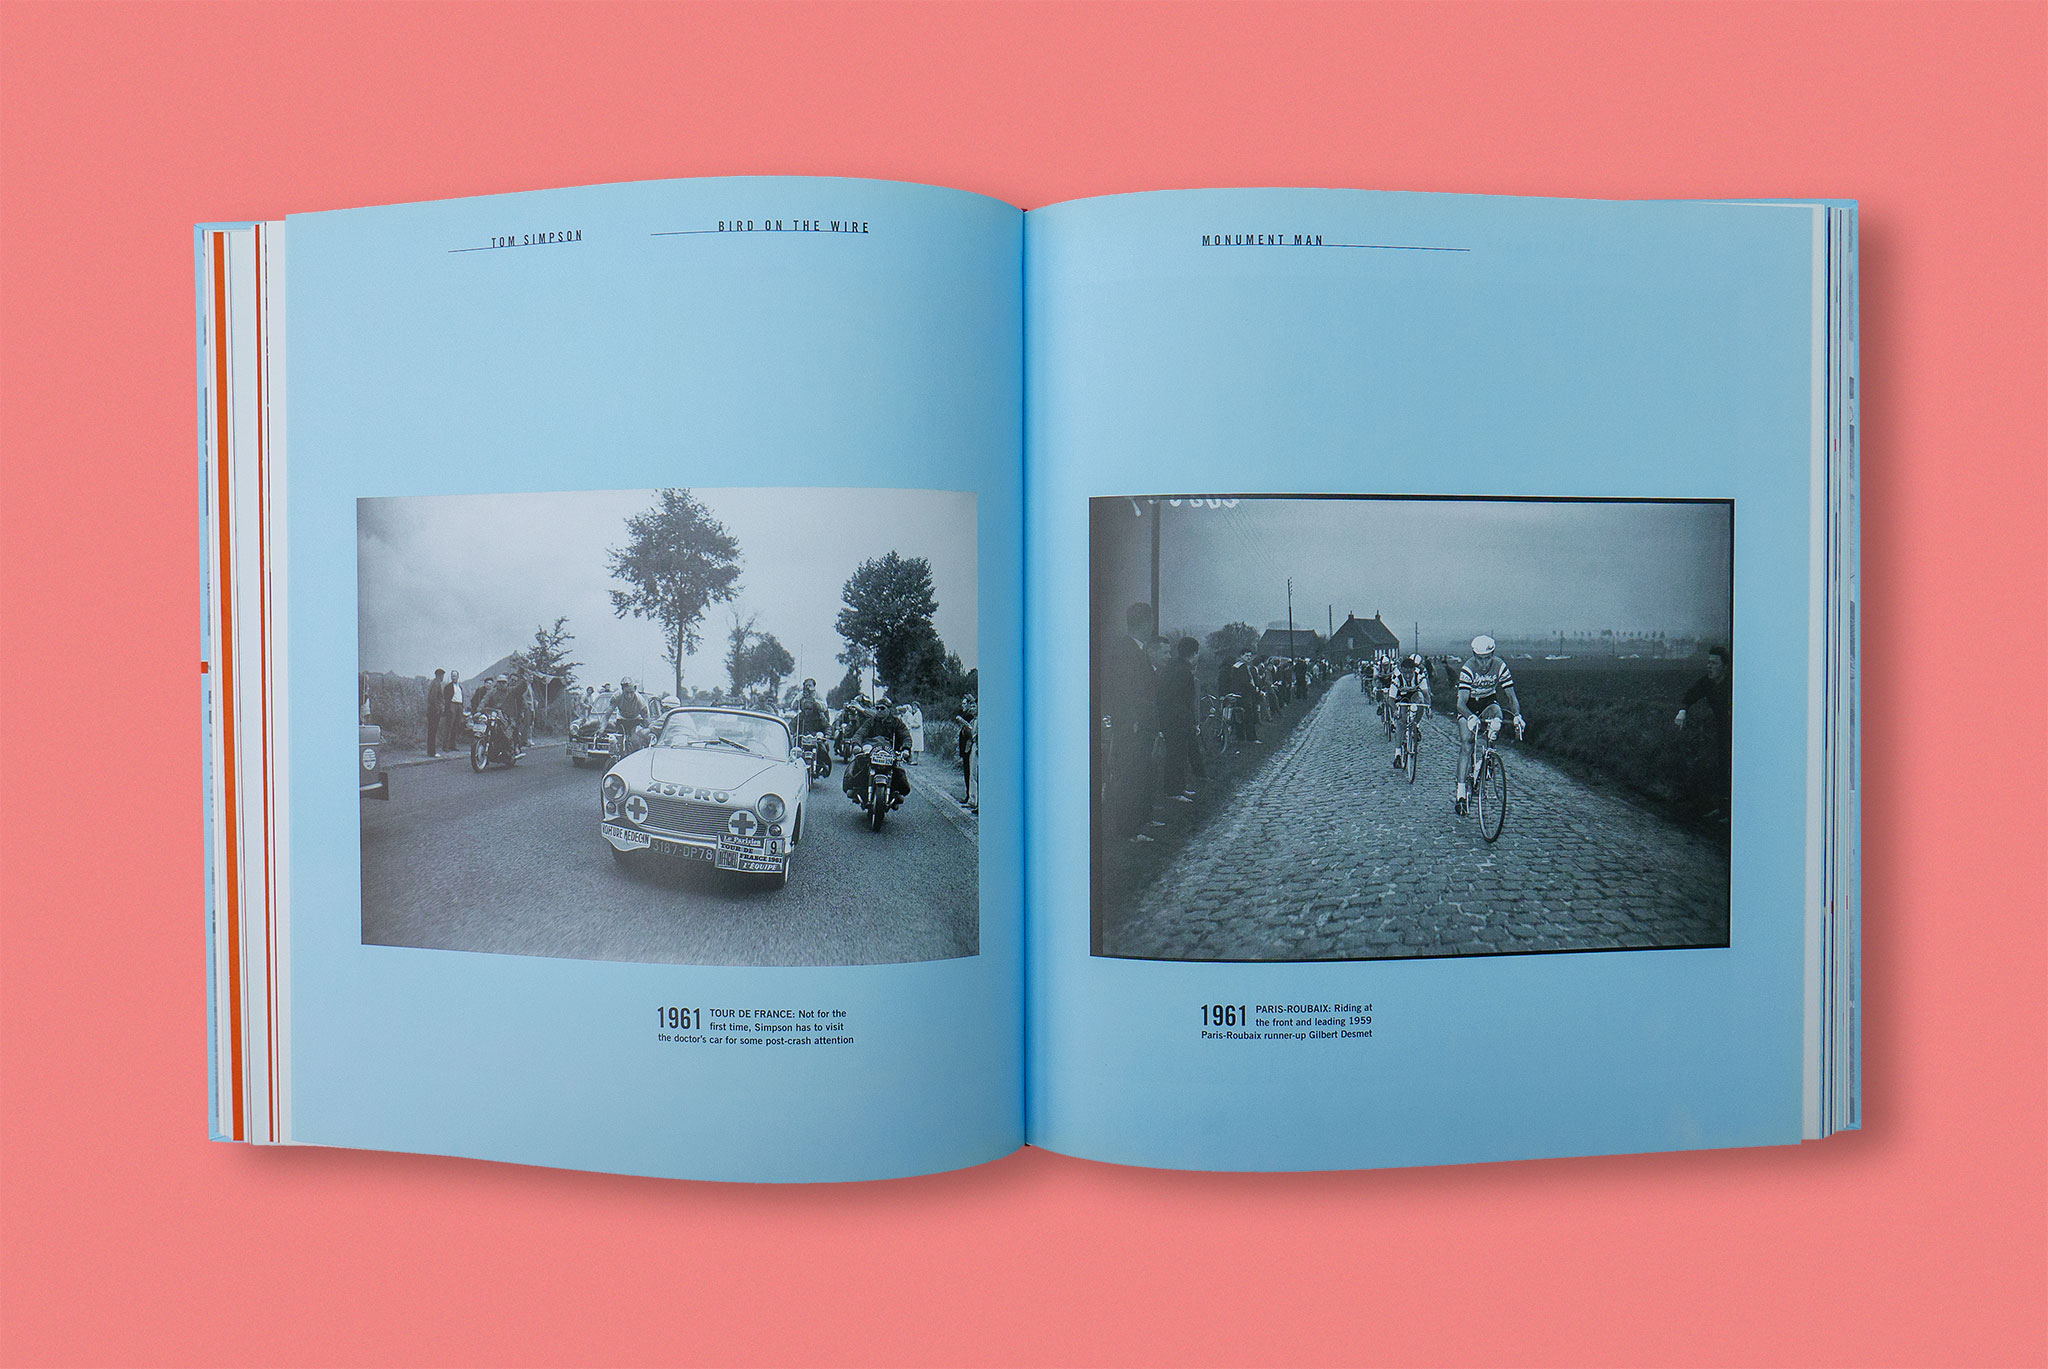 TOM SIMPSON
BIRD ON THE WIRE
MONUMENT MAN
ASPRO
VOITURE MEDECIN
5187-DP78
Le Parisien
9
TOUR DE
FRANCE 1961
L'ÉQUIPE
1961 TOUR DE FRANCE: Not for the
first time, Simpson has to visit
the doctor's car for some post-crash attention
1961 PARIS-ROUBAIX: Riding at
the front and leading 1959
Paris-Roubaix runner-up Gilbert Desmet